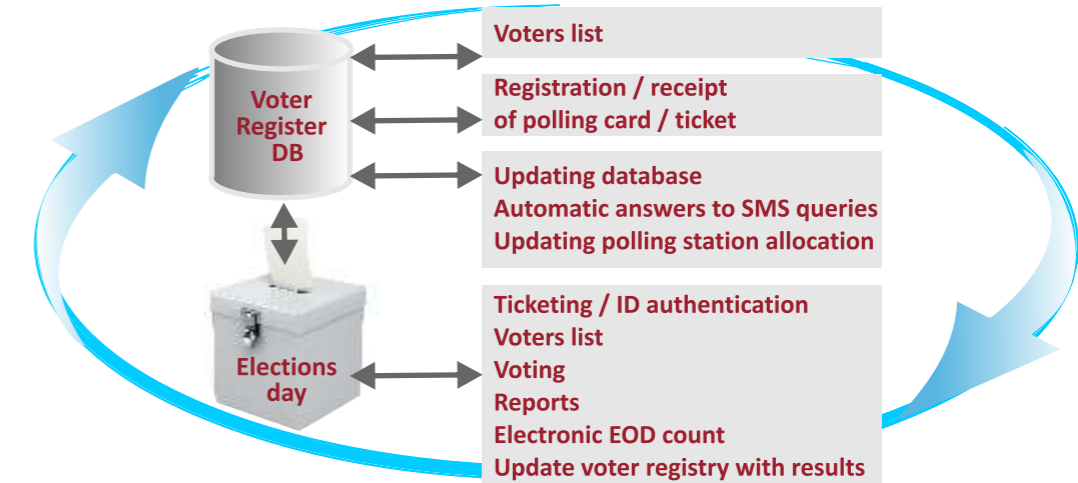 Voters list
Voter
Register
DB
Registration / receipt
of polling card / ticket
Updating database
Automatic answers to SMS queries
Updating polling station allocation
Elections
day
Ticketing / ID authentication
Voters list
Voting
Reports
Electronic EOD count
Update voter registry with results